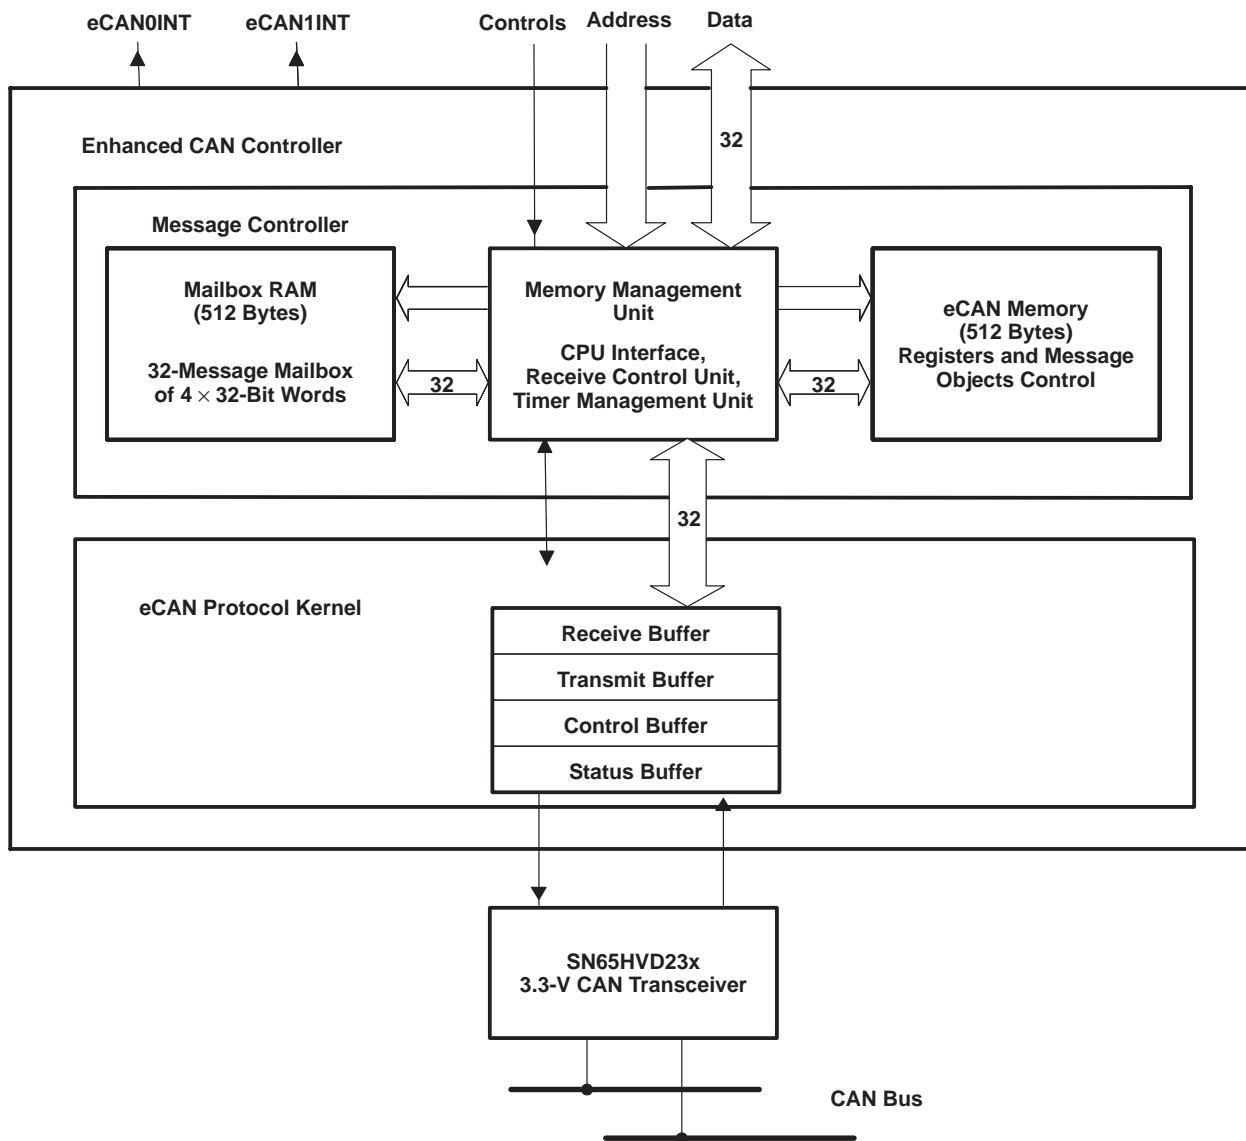 eCAN0INT
eCAN1INT
Controls
Address
Data
32
Enhanced CAN Controller
Message Controller
Mailbox RAM
(512 Bytes)
32-Message Mailbox
of 4 × 32-Bit Words
32
Memory Management
Unit
CPU Interface,
Receive Control Unit,
Timer Management Unit
32
eCAN Memory
(512 Bytes)
Registers and Message
Objects Control
32
eCAN Protocol Kernel
Receive Buffer
Transmit Buffer
Control Buffer
Status Buffer
SN65HVD23x
3.3-V CAN Transceiver
CAN Bus